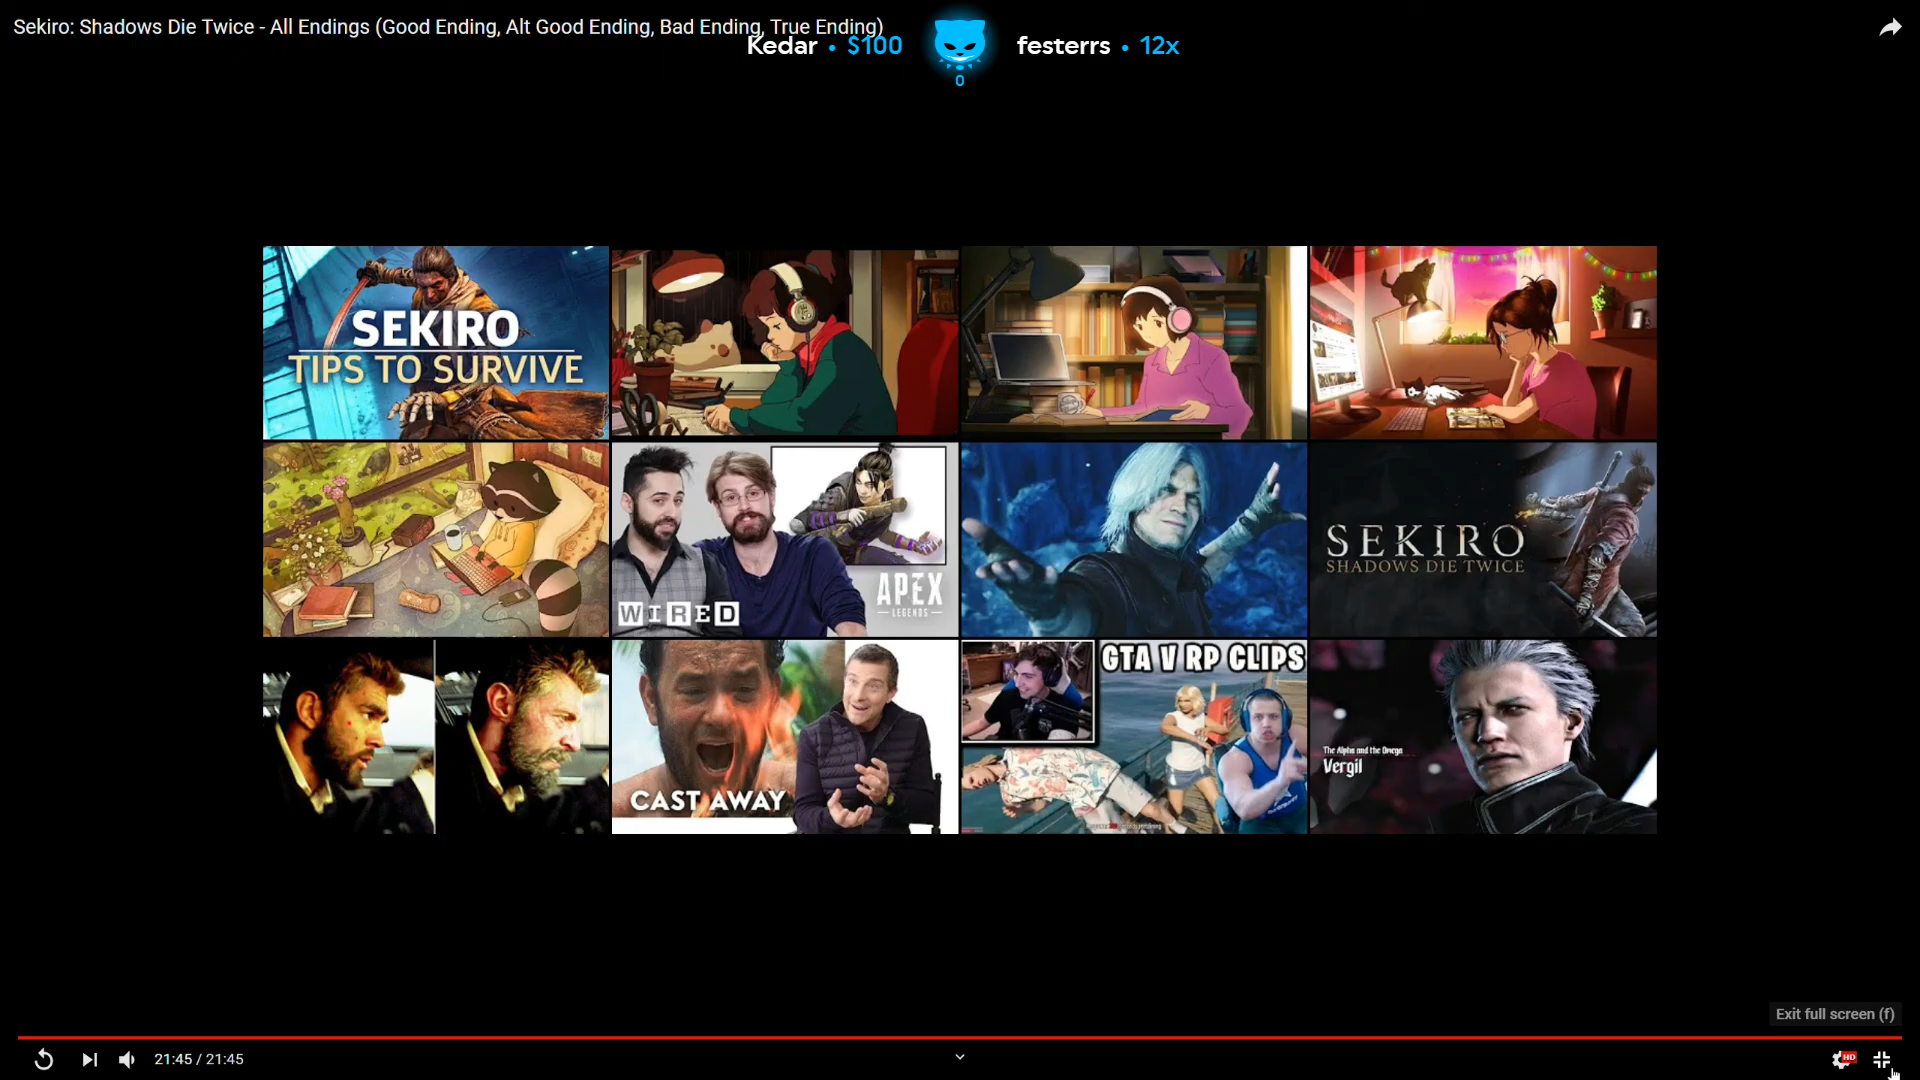 Sekiro: Shadows Die Twice - All Endings (Good Ending, Alt Good Ending, Bad Ending, True Ending)
Kedar • $100
0
festerrs • 12x
SEKIRO
TIPS TO SURVIVE
WIRED
APEX
LEGENDS
SEKIRO
SHADOWS DIE TWICE
CAST AWAY
GTA V RP CLIPS
The Alpha and the Omega
Vergil
Exit full screen (f)
21:45 / 21:45
HD